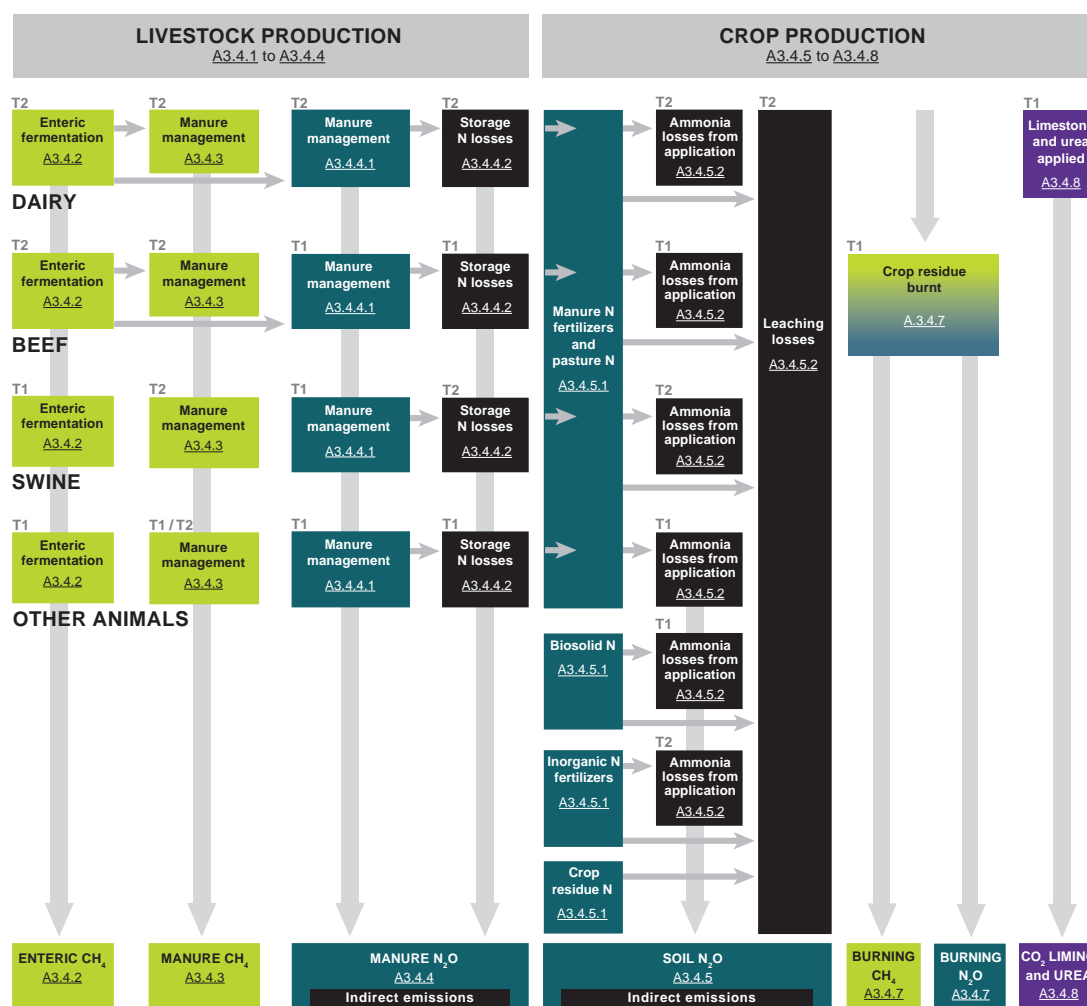 LIVESTOCK PRODUCTION
A3.4.1 to A3.4.4
CROP PRODUCTION
A3.4.5 to A3.4.8
T2
Enteric
fermentation
A3.4.2
T2
Manure
management
A3.4.3
T2
Manure
management
A3.4.4.1
T2
Storage
N losses
A3.4.4.2
DAIRY
T2
Enteric
fermentation
A3.4.2
T2
Manure
management
A3.4.3
T1
Manure
management
A3.4.4.1
T1
Storage
N losses
A3.4.4.2
BEEF
T1
Enteric
fermentation
A3.4.2
T2
Manure
management
A3.4.3
T1
Manure
management
A3.4.4.1
T2
Storage
N losses
A3.4.4.2
SWINE
T1
Enteric
fermentation
A3.4.2
T1 / T2
Manure
management
A3.4.3
T1
Manure
management
A3.4.4.1
T1
Storage
N losses
A3.4.4.2
OTHER ANIMALS
Manure N
fertilizers
and
pasture N
A3.4.5.1
T2
Ammonia
losses from
application
A3.4.5.2
T1
Ammonia
losses from
application
A3.4.5.2
T2
Ammonia
losses from
application
A3.4.5.2
T1
Ammonia
losses from
application
A3.4.5.2
Biosolid N
A3.4.5.1
T1
Ammonia
losses from
application
A3.4.5.2
Inorganic N
fertilizers
A3.4.5.1
T2
Ammonia
losses from
application
A3.4.5.2
Crop
residue N
A3.4.5.1
T2
Leaching
losses
A3.4.5.2
T1
Crop residue
burnt
A.3.4.7
T1
Limeston
and urea
applied
A3.4.8
ENTERIC CH₄
A3.4.2
MANURE CH₄
A3.4.3
MANURE N₂O
A3.4.4
Indirect emissions
SOIL N₂O
A3.4.5
Indirect emissions
BURNING
CH₄
A3.4.7
BURNING
N₂O
A3.4.7
CO₂ LIMING
and UREA
A3.4.8